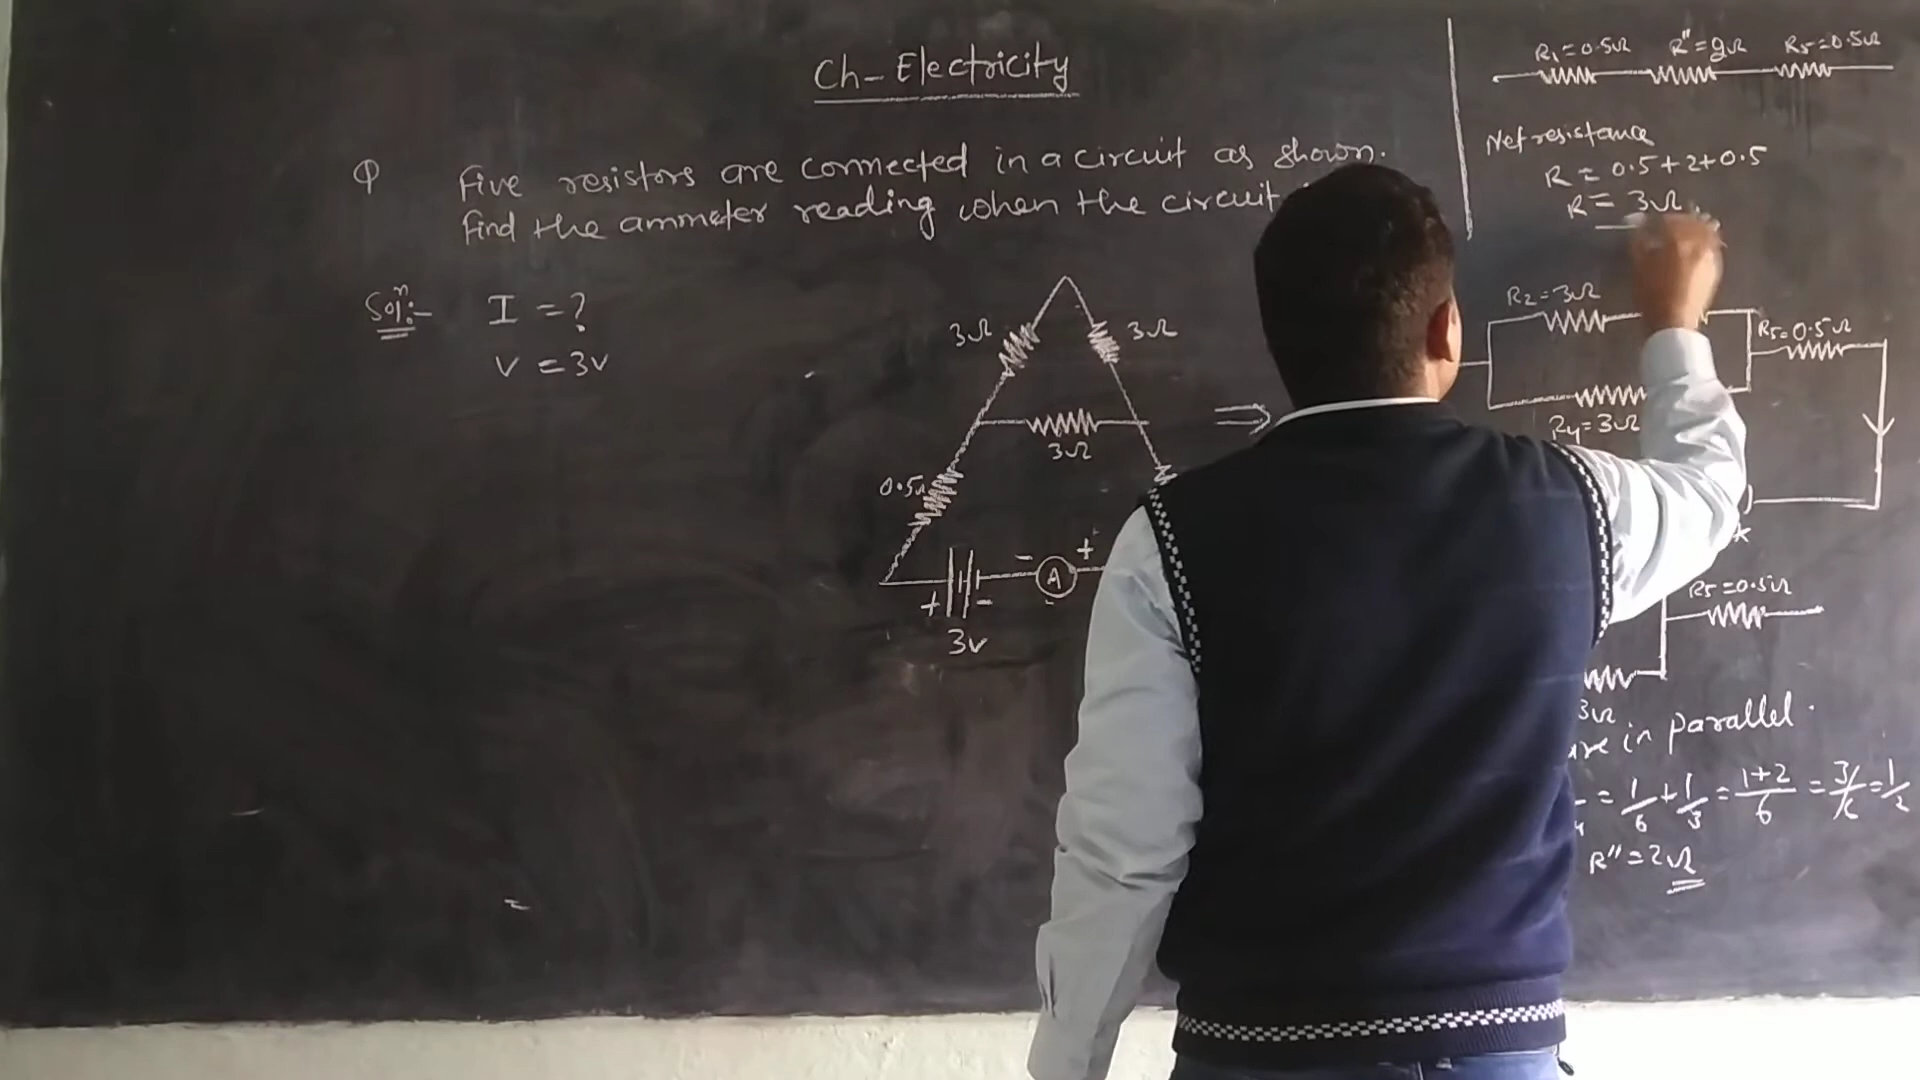 Ch- Electricity
Q Five resistors are connected in a circuit as shown.
find the ammeter reading when the circuit
Solⁿ:- I = ?
V = 3v
3Ω
3Ω
3Ω
0.5Ω
+
-
-
A
+
3v
⇒
R1=0.5Ω R"=2Ω R5=0.5Ω
Net resistance
R = 0.5+2+0.5
R = 3Ω
R2=3Ω
R5=0.5Ω
R4=3Ω
R5=0.5Ω
3Ω
are in parallel.
= 1/6 + 1/3 = 1+2/6 = 3/6 = 1/2
R" = 2Ω